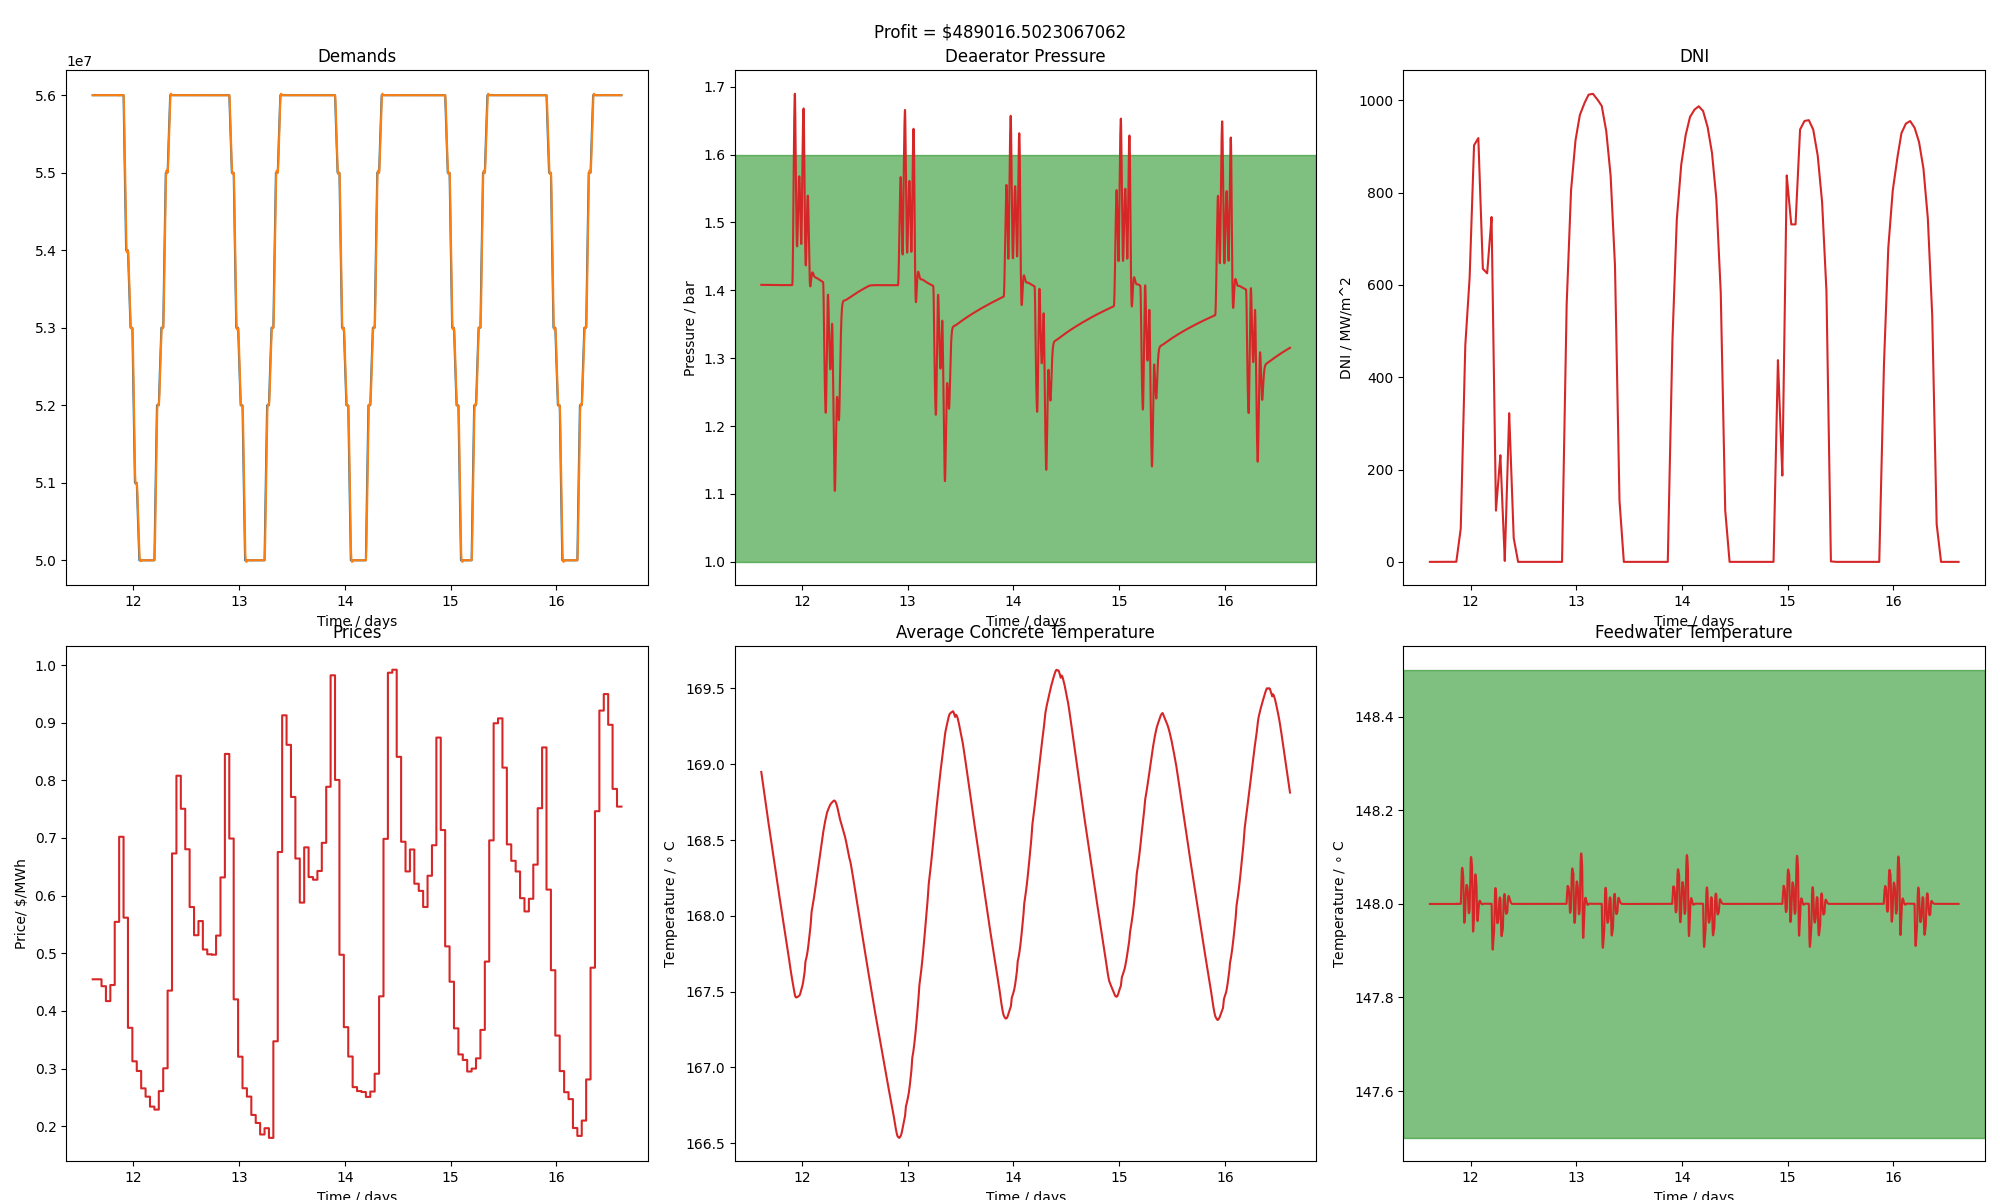 Profit = $489016.5023067062
Demands
1e7
5.6
5.5
5.4
5.3
5.2
5.1
5.0
12 13 14 15 16
Time / days
Deaerator Pressure
Pressure / bar
1.7
1.6
1.5
1.4
1.3
1.2
1.1
1.0
12 13 14 15 16
Time / days
DNI
DNI / MW/m^2
1000
800
600
400
200
0
12 13 14 15 16
Time / days
Prices
Price/ $/MWh
1.0
0.9
0.8
0.7
0.6
0.5
0.4
0.3
0.2
12 13 14 15 16
Time / days
Average Concrete Temperature
Temperature / ∘ C
169.5
169.0
168.5
168.0
167.5
167.0
166.5
12 13 14 15 16
Time / days
Feedwater Temperature
Temperature / ∘ C
148.4
148.2
148.0
147.8
147.6
12 13 14 15 16
Time / days